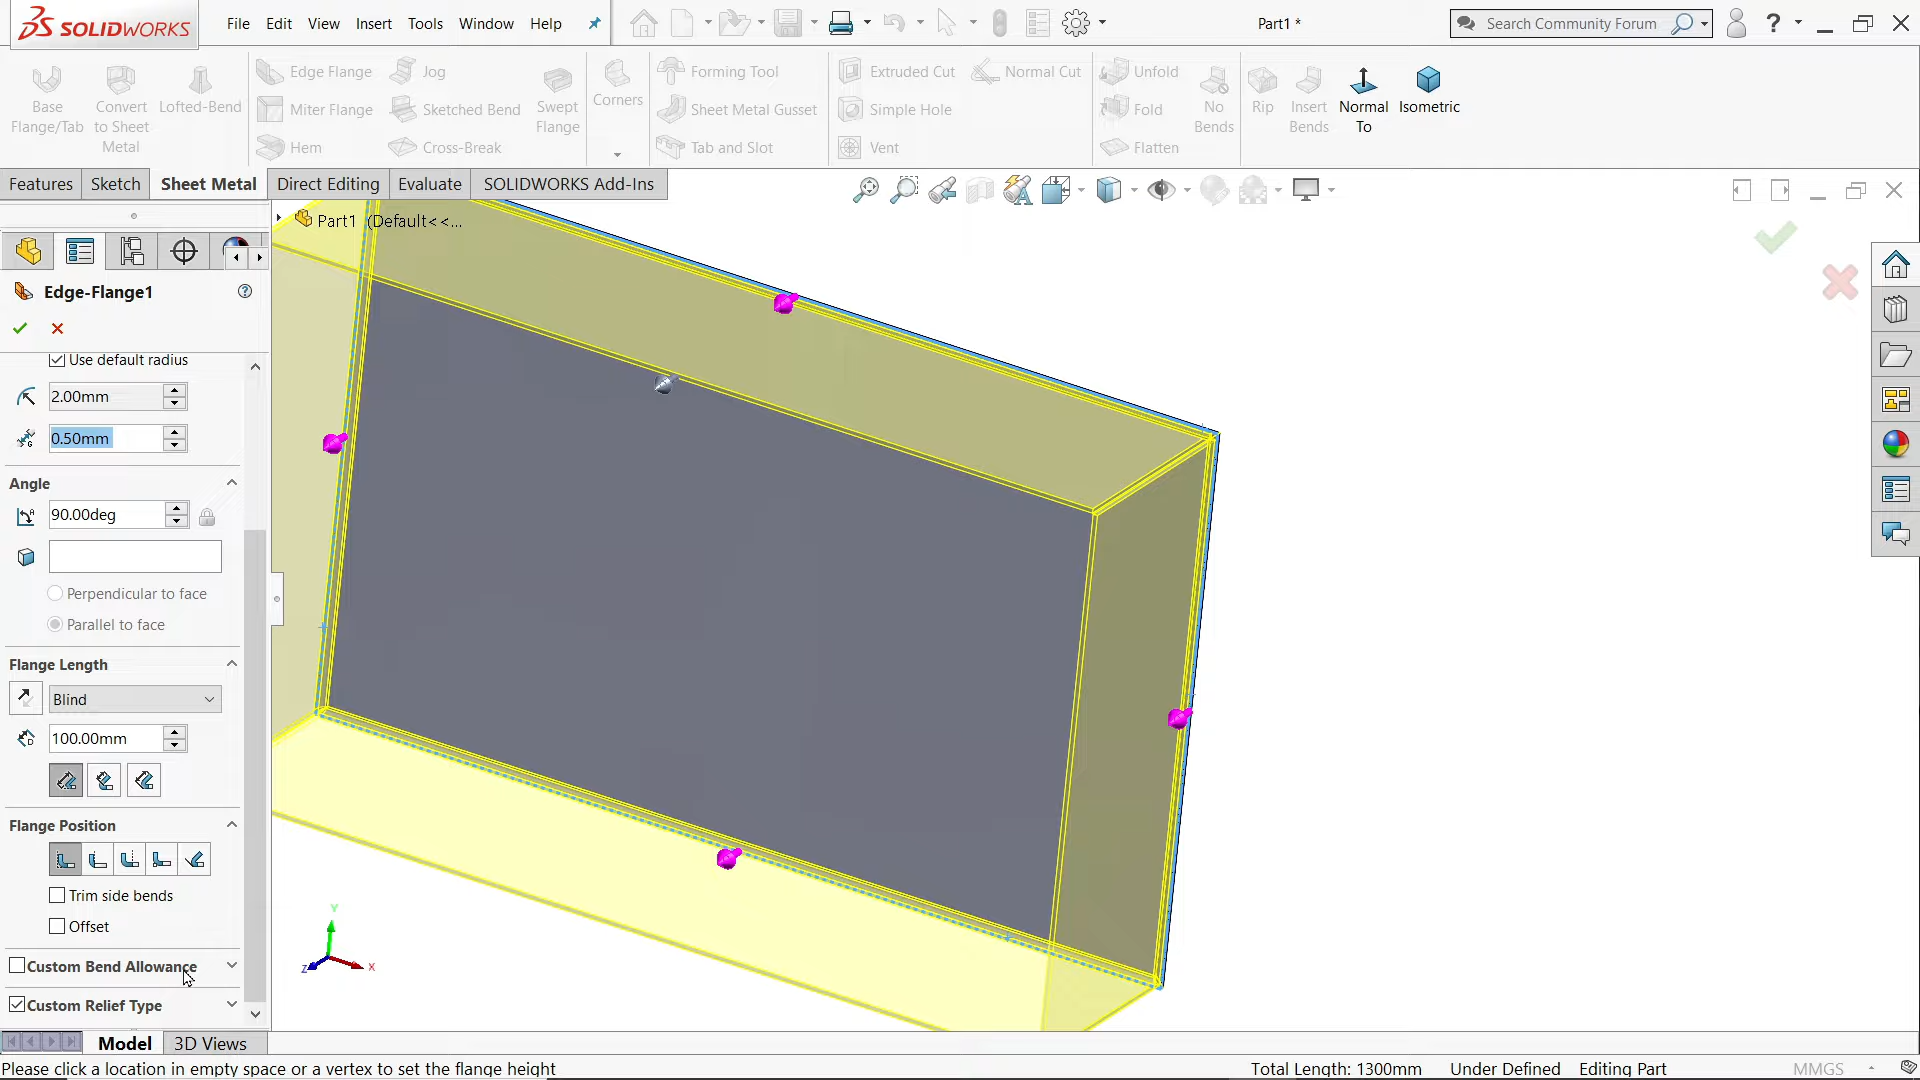 SOLIDWORKS
File Edit View Insert Tools Window Help
Part1 *
Search Community Forum
?
Base Flange/Tab
Convert to Sheet Metal
Lofted-Bend
Edge Flange
Miter Flange
Hem
Jog
Sketched Bend
Cross-Break
Swept Flange
Corners
Forming Tool
Sheet Metal Gusset
Tab and Slot
Extruded Cut
Simple Hole
Vent
Normal Cut
Unfold
Fold
Flatten
No Bends
Rip
Insert Bends
Normal To
Isometric
Features Sketch Sheet Metal Direct Editing Evaluate SOLIDWORKS Add-Ins
Part1 (Default<<...
Edge-Flange1
Use default radius
2.00mm
0.50mm
Angle
90.00deg
Perpendicular to face
Parallel to face
Flange Length
Blind
100.00mm
Flange Position
Trim side bends
Offset
Custom Bend Allowance
Custom Relief Type
Y
Z
X
Model 3D Views
Please click a location in empty space or a vertex to set the flange height
Total Length: 1300mm Under Defined Editing Part MMGS